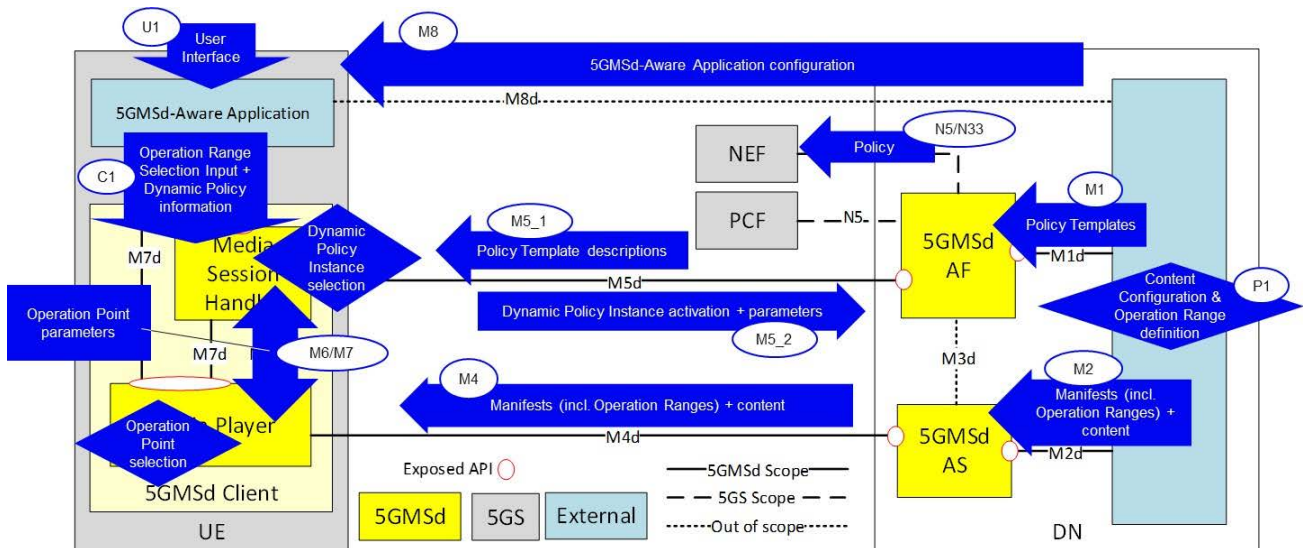 U1
User
Interface
M8
5GMSd-Aware Application configuration
5GMSd-Aware Application
M8d
N5/N33
NEF
Policy
Operation Range
Selection Input +
Dynamic Policy
information
C1
M1
Policy Templates
PCF
N5
5GMSd
AF
M1d
M5_1
Policy Template descriptions
Dynamic
Policy
Instance
selection
Media
Session
M7d
M5d
P1
Content
Configuration &
Operation Range
definition
Operation Point
parameters
Dynamic Policy Instance activation + parameters
M5_2
M6/M7
M7d
M3d
M4
M2
Manifests (incl. Operation Ranges) +
content
Manifests (incl. Operation Ranges) + content
Operation
Point
selection
Player
M4d
5GMSd
AS
M2d
5GMSd Client
UE
Exposed API
5GMSd
5GS
External
5GMSd Scope
5GS Scope
Out of scope
DN